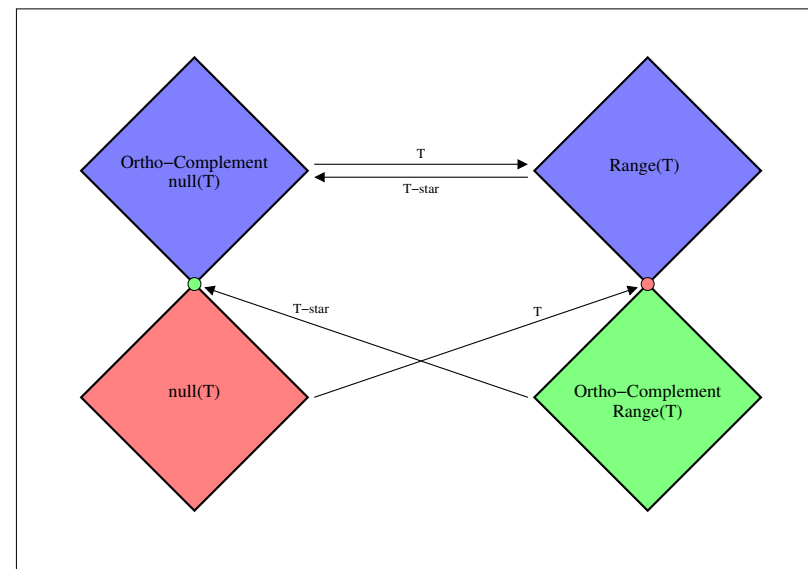 Ortho−Complement
null(T)
T
T−star
Range(T)
T−star
T
null(T)
Ortho−Complement
Range(T)